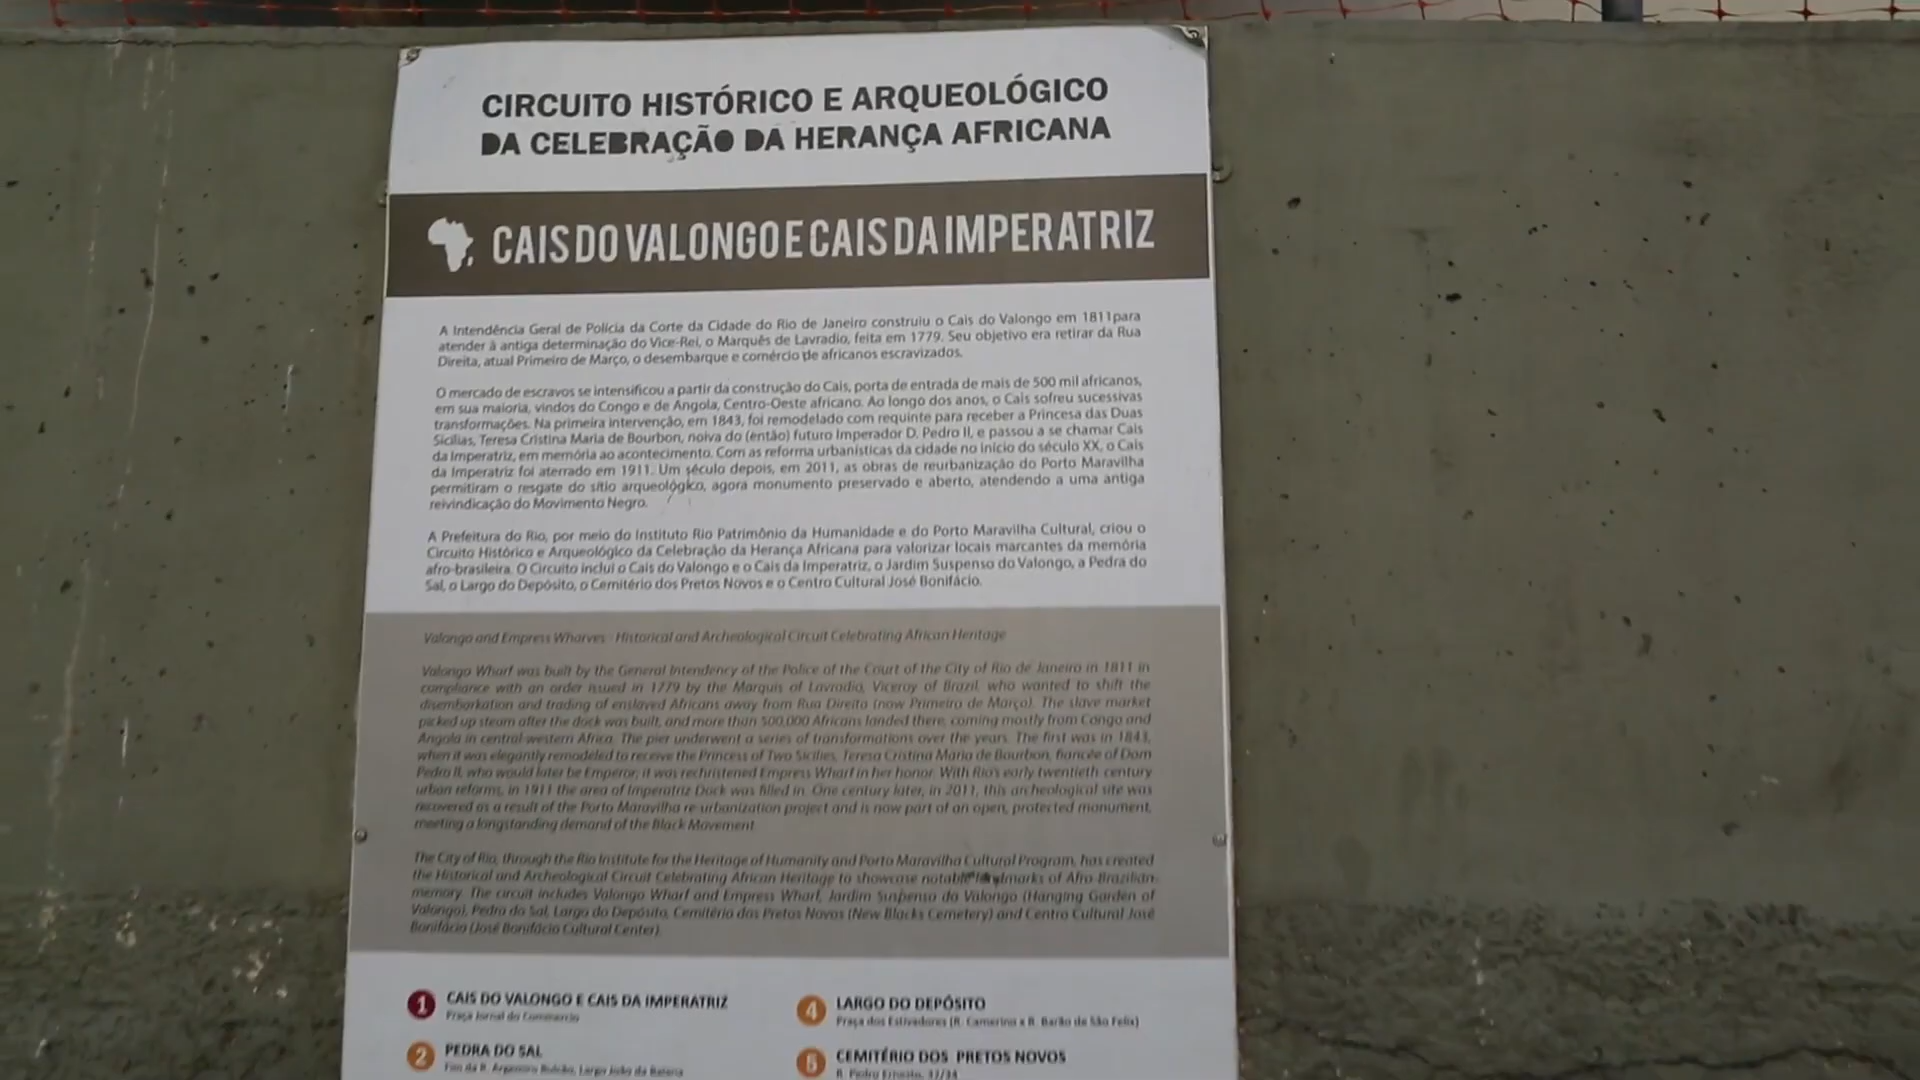 CIRCUITO HISTÓRICO E ARQUEOLÓGICO
DA CELEBRAÇÃO DA HERANÇA AFRICANA
CAIS DO VALONGO E CAIS DA IMPERATRIZ
A Intendência Geral de Polícia da Corte da Cidade do Rio de Janeiro construiu o Cais do Valongo em 1811para
atender à antiga determinação do Vice-Rei, o Marquês de Lavradio, feita em 1779. Seu objetivo era retirar da Rua
Direita, atual Primeiro de Março, o desembarque e comércio de africanos escravizados.
O mercado de escravos se intensificou a partir da construção do Cais, porta de entrada de mais de 500 mil africanos,
em sua maioria, vindos do Congo e de Angola, Centro-Oeste africano. Ao longo dos anos, o Cais sofreu sucessivas
transformações. Na primeira intervenção, em 1843, foi remodelado com requinte para receber a Princesa das Duas
Sicílias, Teresa Cristina Maria de Bourbon, noiva do (então) futuro Imperador D. Pedro II, e passou a se chamar Cais
da Imperatriz, em memória ao acontecimento. Com as reforma urbanísticas da cidade no início do século XX, o Cais
da Imperatriz foi aterrado em 1911. Um século depois, em 2011, as obras de reurbanização do Porto Maravilha
permitiram o resgate do sítio arqueológico, agora monumento preservado e aberto, atendendo a uma antiga
reivindicação do Movimento Negro.
A Prefeitura do Rio, por meio do Instituto Rio Patrimônio da Humanidade e do Porto Maravilha Cultural, criou o
Circuito Histórico e Arqueológico da Celebração da Herança Africana para valorizar locais marcantes da memória
afro-brasileira. O Circuito inclui o Cais do Valongo e o Cais da Imperatriz, o Jardim Suspenso do Valongo, a Pedra do
Sal, o Largo do Depósito, o Cemitério dos Pretos Novos e o Centro Cultural José Bonifácio.
Valongo and Empress Wharves - Historical and Archeological Circuit Celebrating African Heritage
Valongo Wharf was built by the General Intendency of the Police of the Court of the City of Rio de Janeiro in 1811 in
compliance with an order issued in 1779 by the Marquis of Lavradio, Viceroy of Brazil, who wanted to shift the
disembarkation and trading of enslaved Africans away from Rua Direita (now Primeiro de Março). The slave market
picked up steam after the dock was built, and more than 500,000 Africans landed there, coming mostly from Congo and
Angola in central-western Africa. The pier underwent a series of transformations over the years. The first was in 1843,
when it was elegantly remodeled to receive the Princess of Two Sicilies, Teresa Cristina Maria de Bourbon, fiancée of Dom
Pedro II, who would later be Emperor; it was rechristened Empress Wharf in her honor. With Rio's early twentieth century
urban reforms, in 1911 the area of Imperatriz Dock was filled in. One century later, in 2011, this archeological site was
recovered as a result of the Porto Maravilha re-urbanization project and is now part of an open, protected monument,
meeting a longstanding demand of the Black Movement.
The City of Rio, through the Rio Institute for the Heritage of Humanity and Porto Maravilha Cultural Program, has created
the Historical and Archeological Circuit Celebrating African Heritage to showcase notable landmarks of Afro-Brazilian
memory. The circuit includes Valongo Wharf and Empress Wharf, Jardim Suspenso do Valongo (Hanging Garden of
Valongo), Pedra do Sal, Largo do Depósito, Cemitério dos Pretos Novos (New Blacks Cemetery) and Centro Cultural José
Bonifácio (José Bonifácio Cultural Center).
1 CAIS DO VALONGO E CAIS DA IMPERATRIZ
Praça Jornal do Commercio
2 PEDRA DO SAL
Fim da R. Argemiro Bulcão, Largo João da Baiana
4 LARGO DO DEPÓSITO
Praça dos Estivadores (R. Camerino x R. Barão de São Felix)
CEMITÉRIO DOS PRETOS NOVOS
R. Pedro Ernesto, 32/34